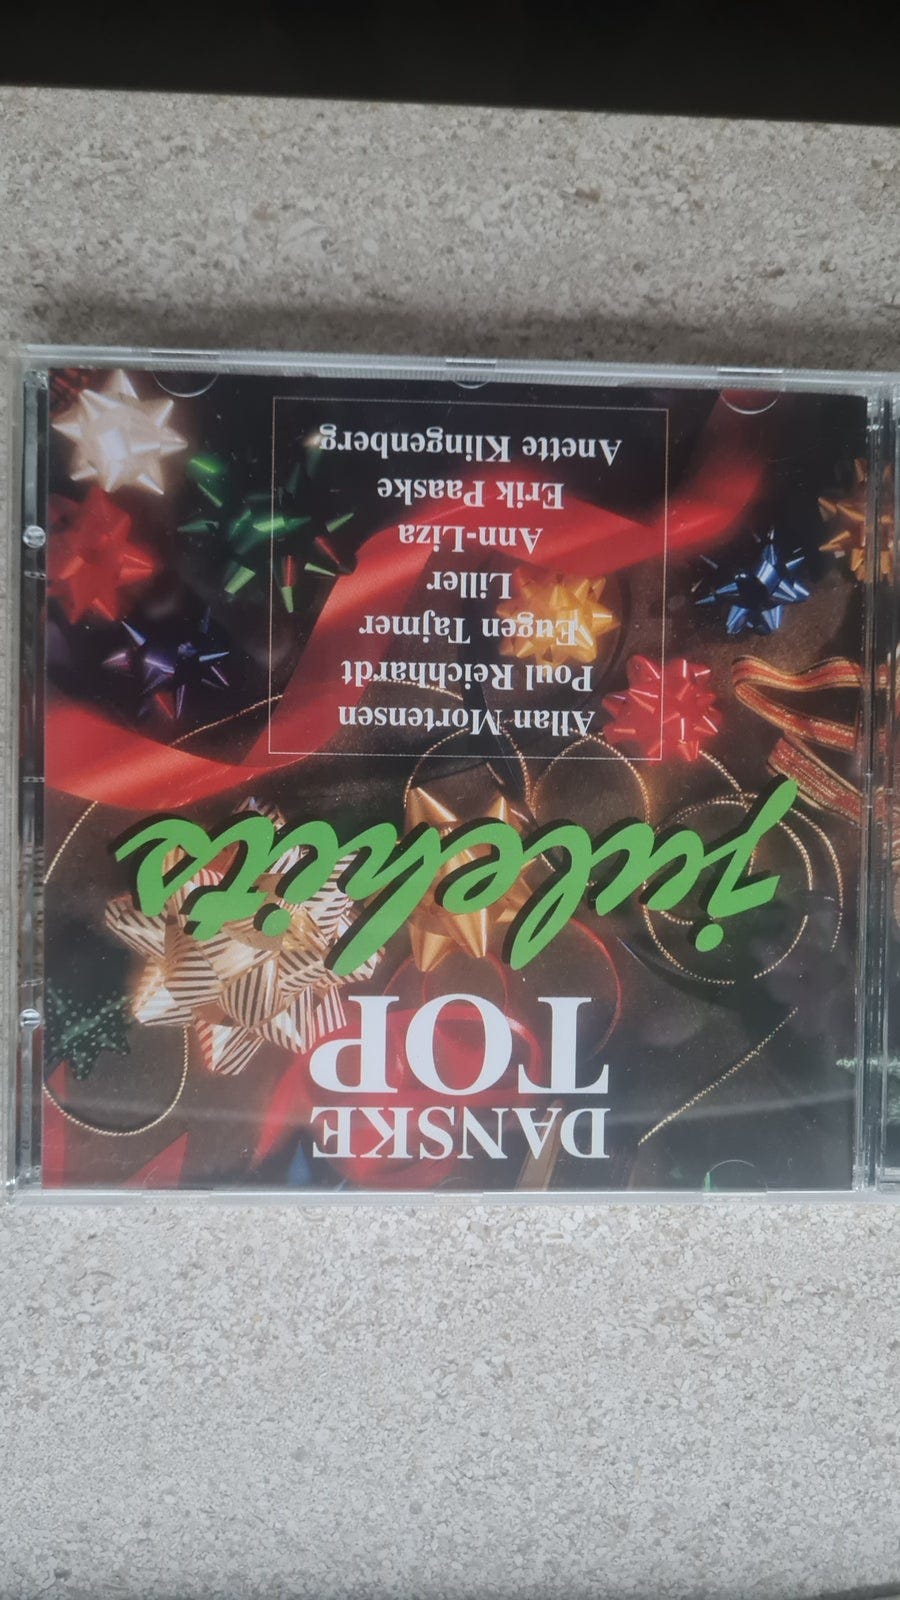 DANSKE
TOP
julehits
Allan Mortensen
Poul Reichhardt
Eugen Tajmer
Liller
Ann-Liza
Erik Paaske
Anette Klingenberg